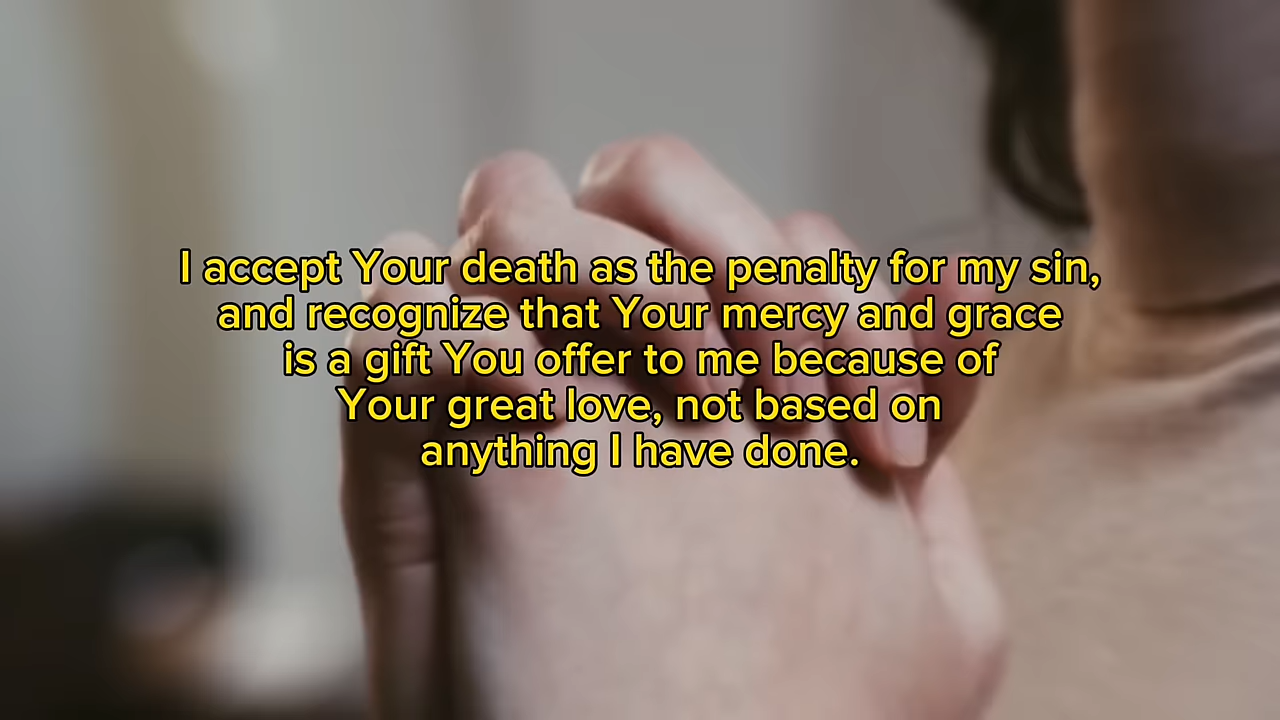 I accept Your death as the penalty for my sin,
and recognize that Your mercy and grace
is a gift You offer to me because of
Your great love, not based on
anything I have done.